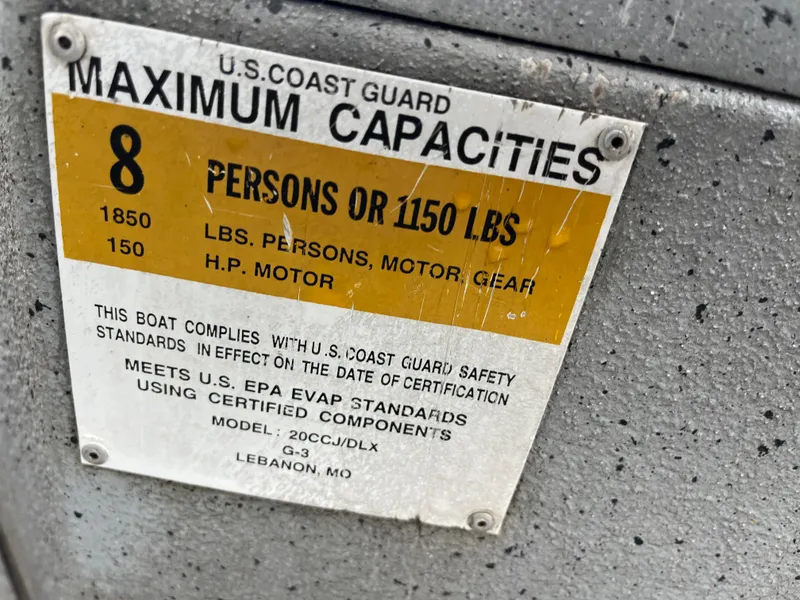 U.S.COAST GUARD
MAXIMUM CAPACITIES
8 PERSONS OR 1150 LBS
1850 LBS. PERSONS, MOTOR, GEAR
150 H.P. MOTOR
THIS BOAT COMPLIES WITH U.S. COAST GUARD SAFETY
STANDARDS IN EFFECT ON THE DATE OF CERTIFICATION
MEETS U.S. EPA EVAP STANDARDS
USING CERTIFIED COMPONENTS
MODEL: 20CCJ/DLX
G-3
LEBANON, MO